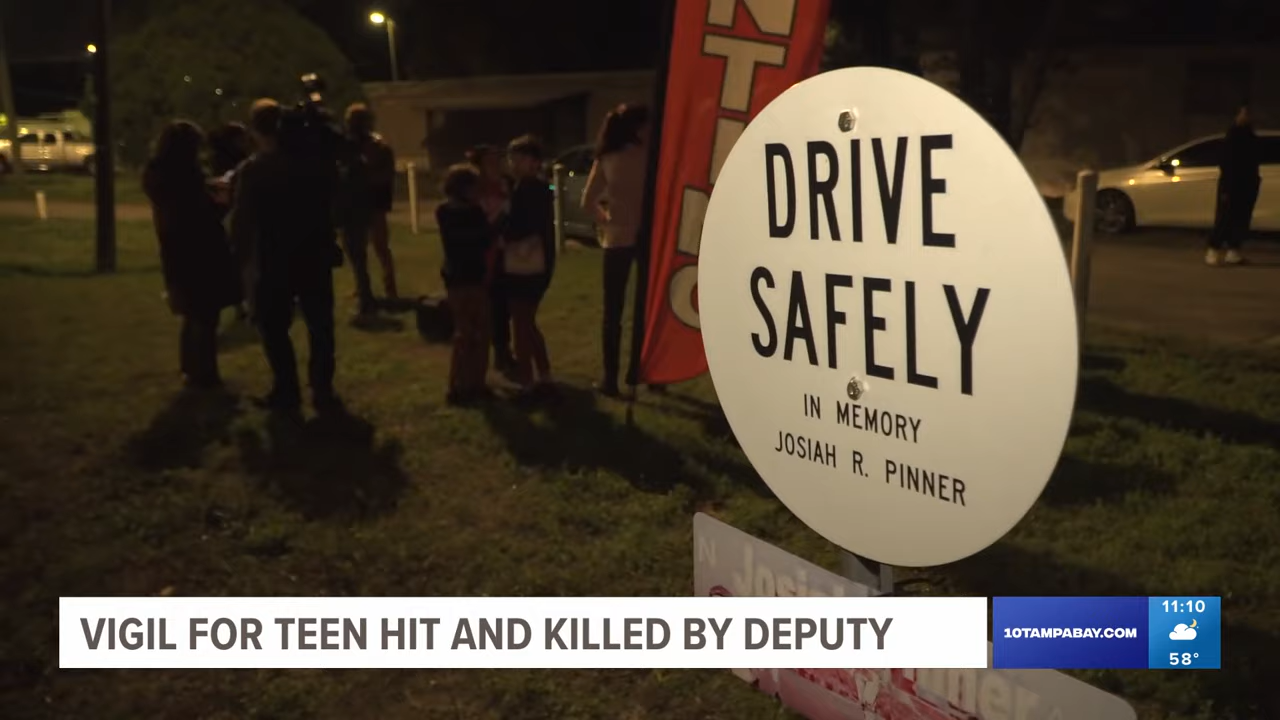 DRIVE
SAFELY
IN MEMORY
JOSIAH R. PINNER
VIGIL FOR TEEN HIT AND KILLED BY DEPUTY
10TAMPABAY.COM
11:10
58°